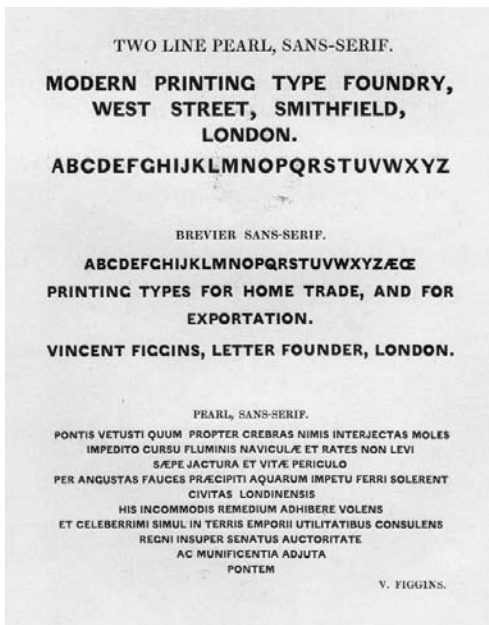 TWO LINE PEARL, SANS-SERIF.
MODERN PRINTING TYPE FOUNDRY,
WEST STREET, SMITHFIELD,
LONDON.
ABCDEFGHIJKLMNOPQRSTUVWXYZ
BREVIER SANS-SERIF.
ABCDEFGHIJKLMNOPQRSTUVWXYZÆŒ
PRINTING TYPES FOR HOME TRADE, AND FOR
EXPORTATION.
VINCENT FIGGINS, LETTER FOUNDER, LONDON.
PEARL, SANS-SERIF.
PONTIS VETUSTI QUUM PROPTER CREBRAS NIMIS INTERJECTAS MOLES
IMPEDITO CURSU FLUMINIS NAVICULÆ ET RATES NON LEVI
SÆPE JACTURA ET VITÆ PERICULO
PER ANGUSTAS FAUCES PRÆCIPITI AQUARUM IMPETU FERRI SOLERENT
CIVITAS LONDINENSIS
HIS INCOMMODIS REMEDIUM ADHIBERE VOLENS
ET CELEBERRIMI SIMUL IN TERRIS EMPORII UTILITATIBUS CONSULENS
REGNI INSUPER SENATUS AUCTORITATE
AC MUNIFICENTIA ADJUTA
PONTEM
V. FIGGINS.